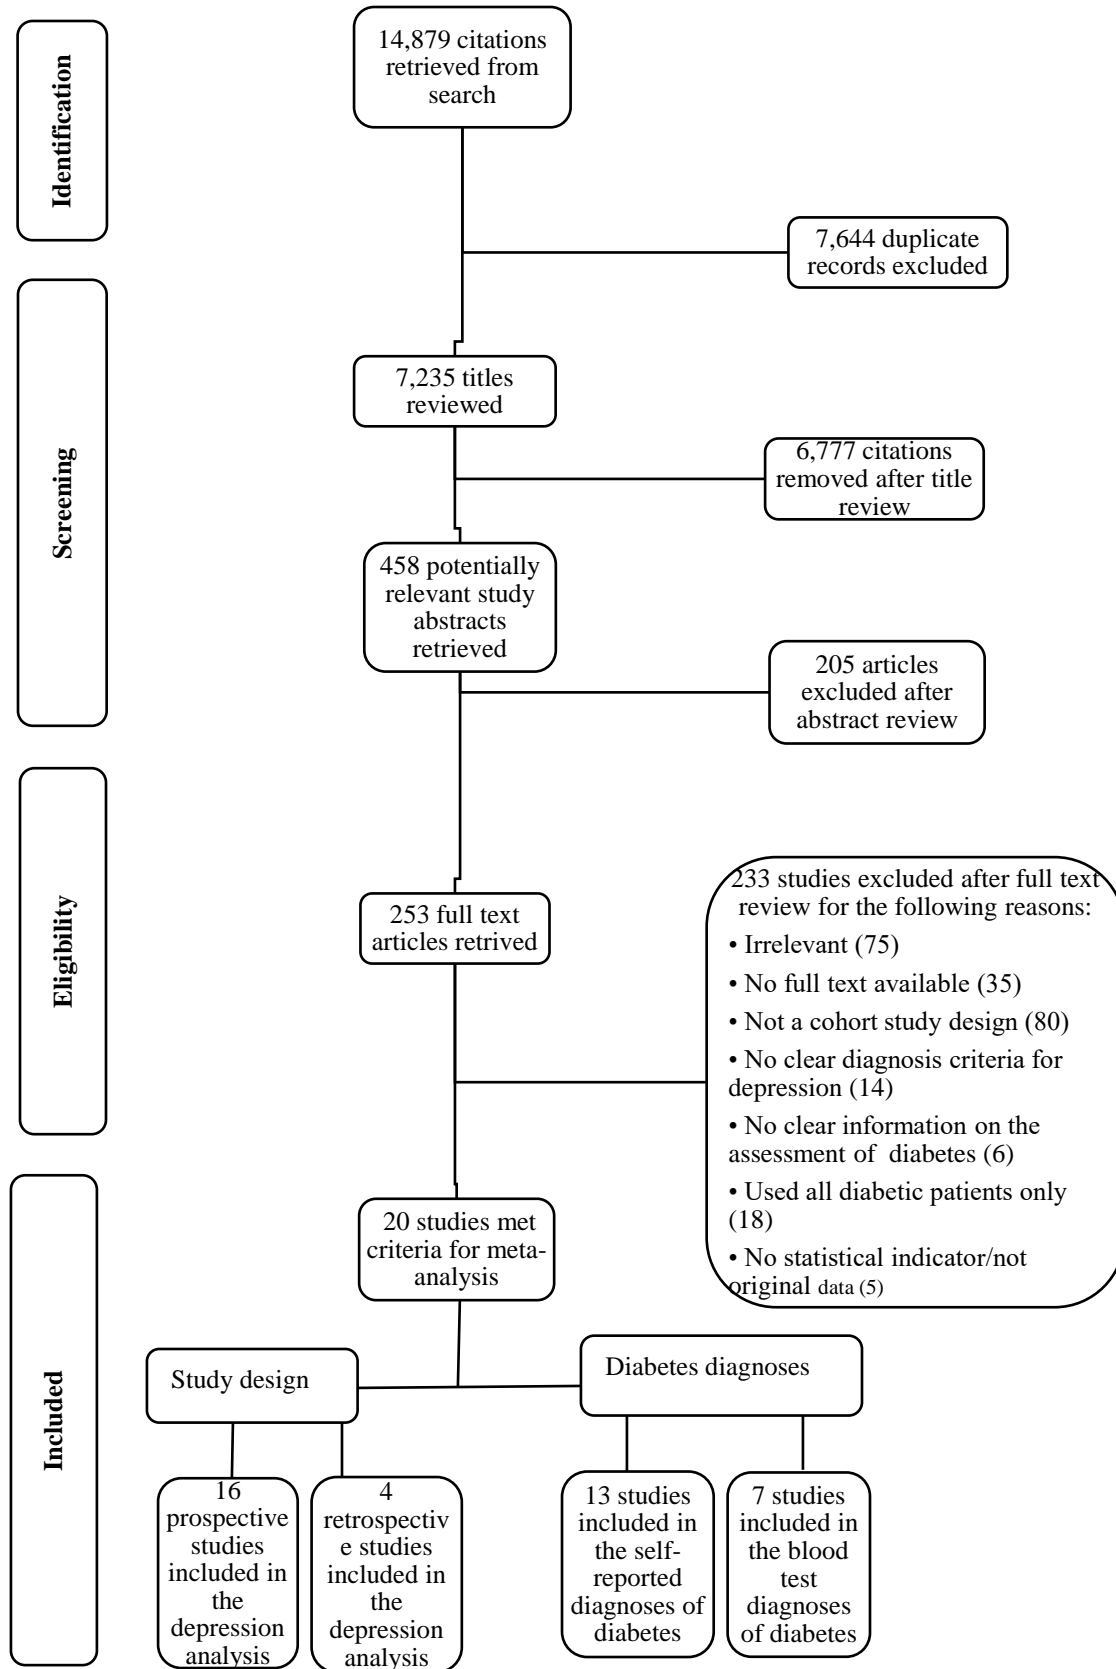 Identification
14,879 citations
retrieved from
search
7,644 duplicate
records excluded
Screening
7,235 titles
reviewed
6,777 citations
removed after title
review
458 potentially
relevant study
abstracts
retrieved
205 articles
excluded after
abstract review
Eligibility
253 full text
articles retrived
233 studies excluded after full text
review for the following reasons:
• Irrelevant (75)
• No full text available (35)
• Not a cohort study design (80)
• No clear diagnosis criteria for
depression (14)
• No clear information on the
assessment of diabetes (6)
• Used all diabetic patients only
(18)
• No statistical indicator/not
original data (5)
Included
20 studies met
criteria for meta-
analysis
Study design
Diabetes diagnoses
16
prospective
studies
included in
the
depression
analysis
4
retrospectiv
e studies
included in
the
depression
analysis
13 studies
included in
the self-
reported
diagnoses of
diabetes
7 studies
included in
the blood
test
diagnoses
of diabetes